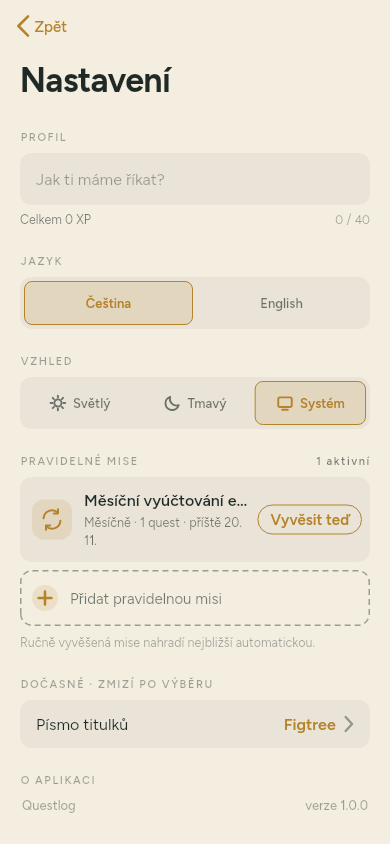 Zpět
Nastavení
PROFIL
Jak ti máme říkat?
Celkem 0 XP
0 / 40
JAZYK
Čeština
English
VZHLED
Světlý
Tmavý
Systém
PRAVIDELNÉ MISE
1 aktivní
Měsíční vyúčtování e...
Měsíčně · 1 quest · příště 20.
11.
Vyvěsit teď
Přidat pravidelnou misi
Ručně vyvěšená mise nahradí nejbližší automatickou.
DOČASNÉ · ZMIZÍ PO VÝBĚRU
Písmo titulků
Figtree
O APLIKACI
Questlog
verze 1.0.0